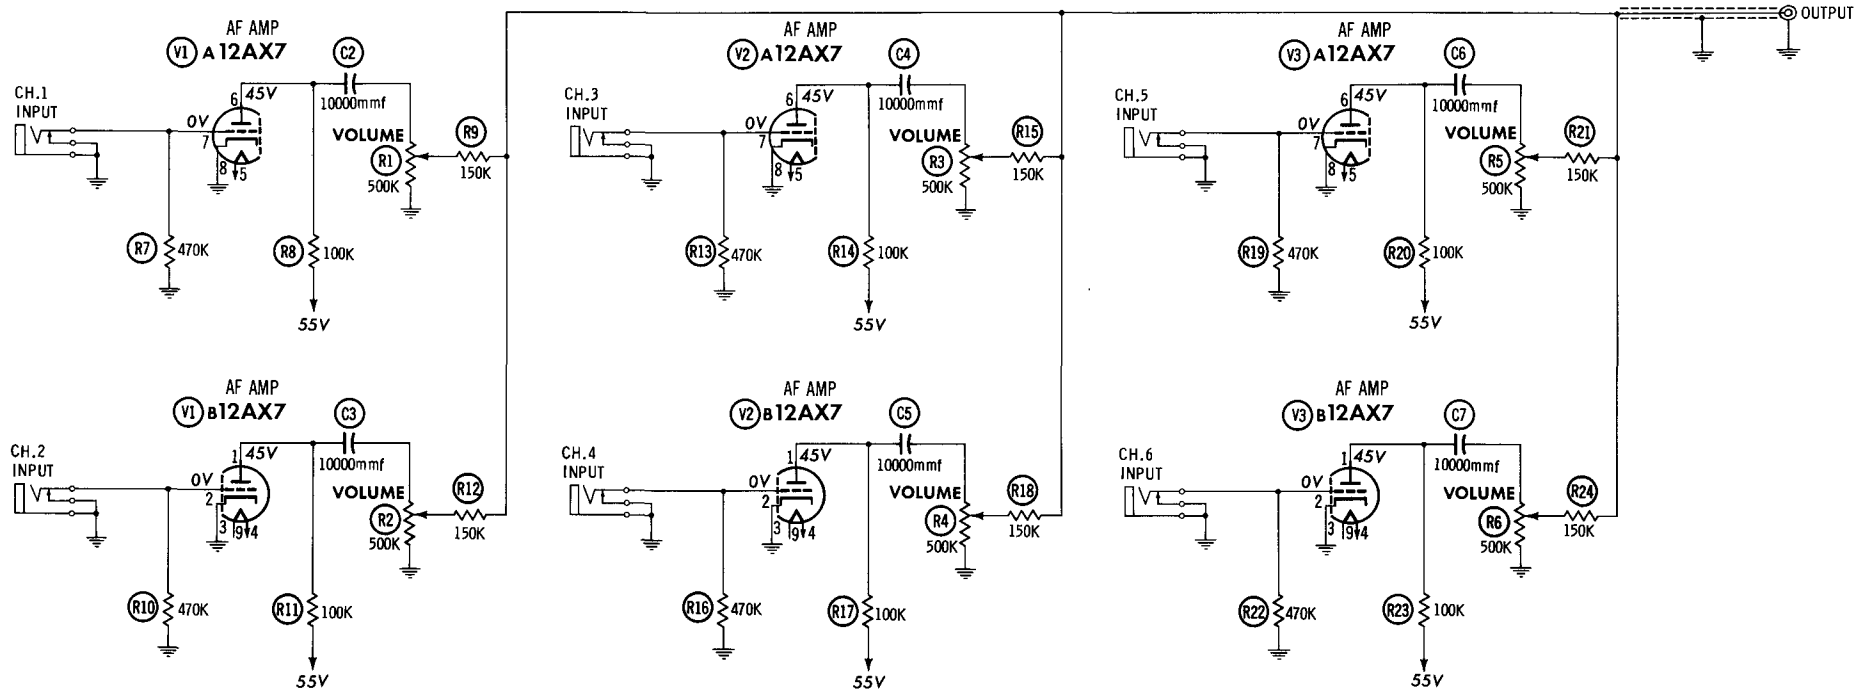 OUTPUT
AF AMP
V1 A 12AX7
C2
10000mmf
CH.1
INPUT
6
45V
0V
7
8
5
VOLUME
R1
500K
R9
150K
R7
470K
R8
100K
55V
AF AMP
V2 A 12AX7
C4
10000mmf
CH.3
INPUT
6
45V
0V
7
8
5
VOLUME
R3
500K
R15
150K
R13
470K
R14
100K
55V
AF AMP
V3 A 12AX7
C6
10000mmf
CH.5
INPUT
6
45V
0V
7
8
5
VOLUME
R5
500K
R21
150K
R19
470K
R20
100K
55V
AF AMP
V1 B 12AX7
C3
10000mmf
CH.2
INPUT
1
45V
0V
2
3
9
4
VOLUME
R2
500K
R12
150K
R10
470K
R11
100K
55V
AF AMP
V2 B 12AX7
C5
10000mmf
CH.4
INPUT
1
45V
0V
2
3
9
4
VOLUME
R4
500K
R18
150K
R16
470K
R17
100K
55V
AF AMP
V3 B 12AX7
C7
10000mmf
CH.6
INPUT
1
45V
0V
2
3
9
4
VOLUME
R6
500K
R24
150K
R22
470K
R23
100K
55V